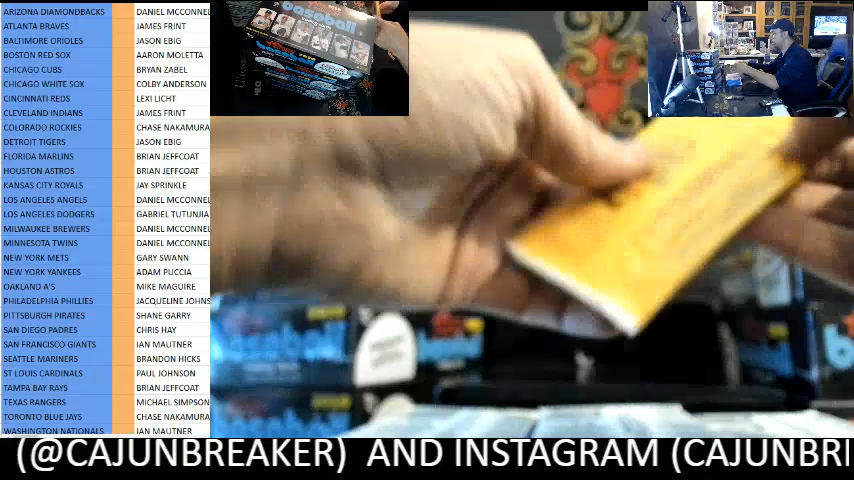 ARIZONA DIAMONDBACKS DANIEL MCCONNEL
ATLANTA BRAVES JAMES FRINT
BALTIMORE ORIOLES JASON EBIG
BOSTON RED SOX AARON MOLETTA
CHICAGO CUBS BRYAN ZABEL
CHICAGO WHITE SOX COLBY ANDERSON
CINCINNATI REDS LEXI LICHT
CLEVELAND INDIANS JAMES FRINT
COLORADO ROCKIES CHASE NAKAMURA
DETROIT TIGERS JASON EBIG
FLORIDA MARLINS BRIAN JEFFCOAT
HOUSTON ASTROS BRIAN JEFFCOAT
KANSAS CITY ROYALS JAY SPRINKLE
LOS ANGELES ANGELS DANIEL MCCONNEL
LOS ANGELES DODGERS GABRIEL TUTUNJIA
MILWAUKEE BREWERS DANIEL MCCONNEL
MINNESOTA TWINS DANIEL MCCONNEL
NEW YORK METS GARY SWANN
NEW YORK YANKEES ADAM PUCCIA
OAKLAND A'S MIKE MAGUIRE
PHILADELPHIA PHILLIES JACQUELINE JOHNS
PITTSBURGH PIRATES SHANE GARRY
SAN DIEGO PADRES CHRIS HAY
SAN FRANCISCO GIANTS IAN MAUTNER
SEATTLE MARINERS BRANDON HICKS
ST LOUIS CARDINALS PAUL JOHNSON
TAMPA BAY RAYS BRIAN JEFFCOAT
TEXAS RANGERS MICHAEL SIMPSON
TORONTO BLUE JAYS CHASE NAKAMURA
WASHINGTON NATIONALS IAN MAUTNER
baseball
(@CAJUNBREAKER) AND INSTAGRAM (CAJUNBRI